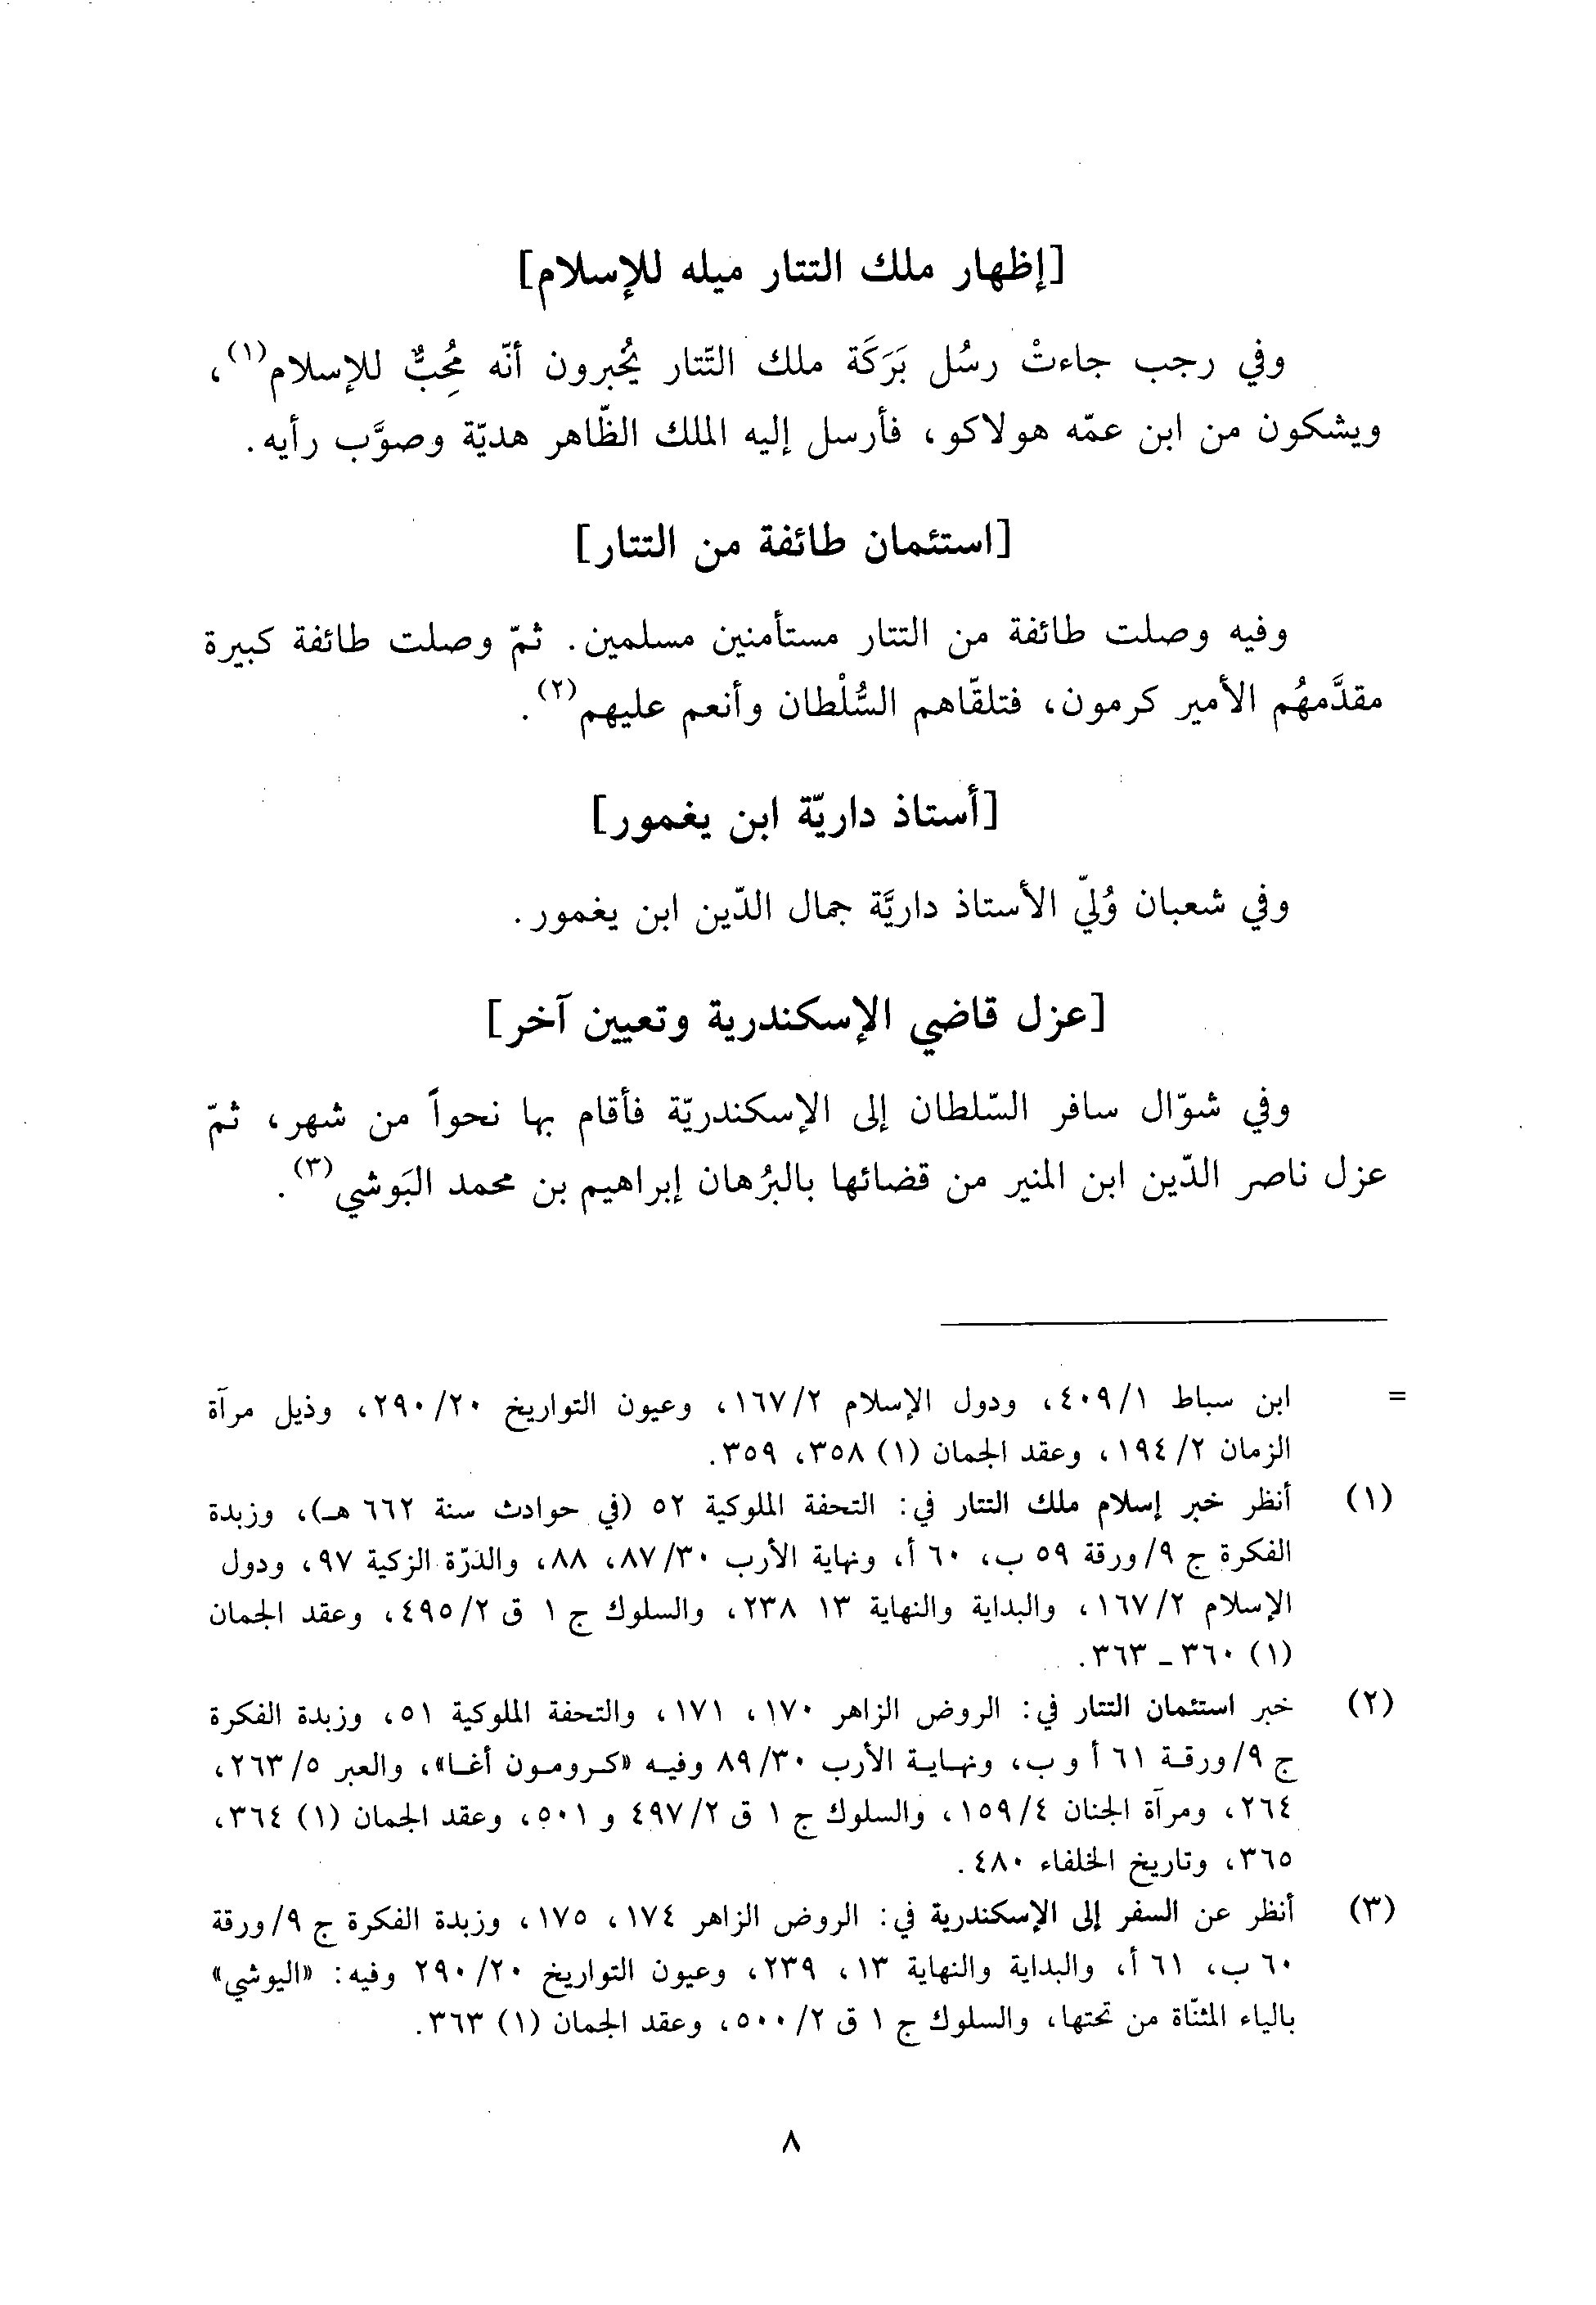 [إظهار ملك التتار ميله للإسلام]
وفي رجب جاءتْ رسُل بَرَكَة ملك التّتار يُخبرون أنّه مُحِبٌّ للإسلام(١)،
ويشكون من ابن عمّه هولاكو، فأرسل إليه الملك الظّاهر هديّة وصوَّب رأيه.
[استئمان طائفة من التتار]
وفيه وصلت طائفة من التتار مستأمنين مسلمين. ثمّ وصلت طائفة كبيرة
مقدَّمهُم الأمير كرمون، فتلقّاهم السُّلْطان وأنعم عليهم(٢).
[أستاذ داريّة ابن يغمور]
وفي شعبان وُليّ الأستاذ داريَّة جمال الدّين ابن يغمور.
[عزل قاضي الإسكندرية وتعيين آخر]
وفي شوّال سافر السّلطان إلى الإسكندريّة فأقام بها نحواً من شهر، ثمّ
عزل ناصر الدّين ابن المنير من قضائها بالبرُهان إبراهيم بن محمد البَوشي(٣).
= ابن سباط ٤٠٩/١، ودول الإسلام ١٦٧/٢، وعيون التواريخ ٢٩٠/٢٠، وذيل مرآة
الزمان ١٩٤/٢، وعقد الجمان (١) ٣٥٨، ٣٥٩.
(١) أنظر خبر إسلام ملك التتار في: التحفة الملوكية ٥٢ (في حوادث سنة ٦٦٢ هـ)، وزبدة
الفكرة ج ٩/ورقة ٥٩ ب، ٦٠ أ، ونهاية الأرب ٨٧/٣٠، ٨٨، والدّرّة الزكية ٩٧، ودول
الإسلام ١٦٧/٢، والبداية والنهاية ١٣ ٢٣٨، والسلوك ج ١ ق ٤٩٥/٢، وعقد الجمان
(١) ٣٦٠ ـ ٣٦٣.
(٢) خبر استئمان التتار في: الروض الزاهر ١٧٠، ١٧١، والتحفة الملوكية ٥١، وزبدة الفكرة
ج ٩/ورقة ٦١ أ و ب، ونهاية الأرب ٨٩/٣٠ وفيه «كرومون أغا»، والعبر ٢٦٣/٥،
٢٦٤، ومرآة الجنان ١٥٩/٤، والسلوك ج ١ ق ٤٩٧/٢ و ٥٠١، وعقد الجمان (١) ٣٦٤،
٣٦٥، وتاريخ الخلفاء ٤٨٠.
(٣) أنظر عن السفر إلى الإسكندرية في: الروض الزاهر ١٧٤، ١٧٥، وزبدة الفكرة ج ٩/ورقة
٦٠ ب، ٦١ أ، والبداية والنهاية ١٣، ٢٣٩، وعيون التواريخ ٢٩٠/٢٠ وفيه: «اليوشي»
بالياء المثنّاة من تحتها، والسلوك ج ١ ق ٥٠٠/٢، وعقد الجمان (١) ٣٦٣.
٨